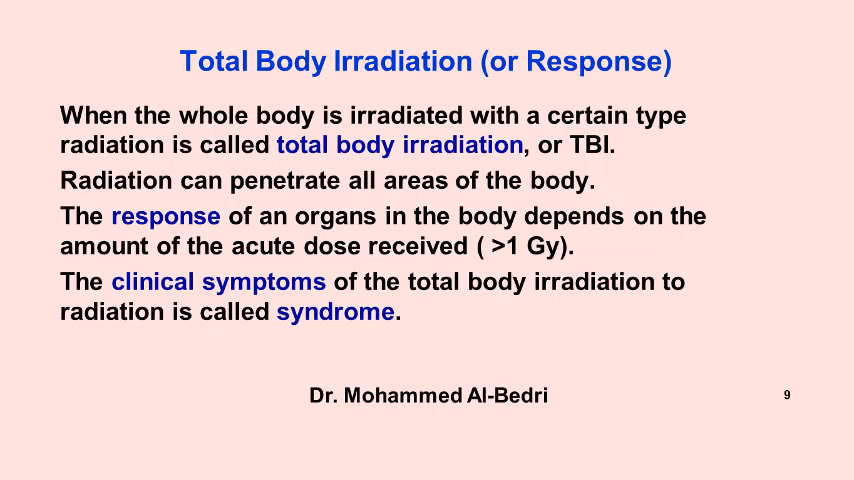 Total Body Irradiation (or Response)
When the whole body is irradiated with a certain type
radiation is called total body irradiation, or TBI.
Radiation can penetrate all areas of the body.
The response of an organs in the body depends on the
amount of the acute dose received ( >1 Gy).
The clinical symptoms of the total body irradiation to
radiation is called syndrome.
Dr. Mohammed Al-Bedri
9